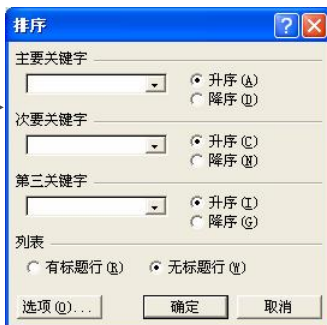 排序
主要关键字
升序(A)
降序(D)
次要关键字
升序(C)
降序(N)
第三关键字
升序(I)
降序(G)
列表
有标题行(R) 无标题行(W)
选项(O)... 确定 取消